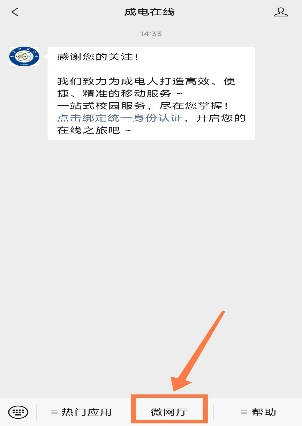 成电在线
14:33
感谢您的关注！
我们致力为成电人打造高效、便
捷、精准的移动服务～
一站式校园服务，尽在您掌握！
点击绑定统一身份认证，开启您的
在线之旅吧～
热门应用
微网厅
帮助